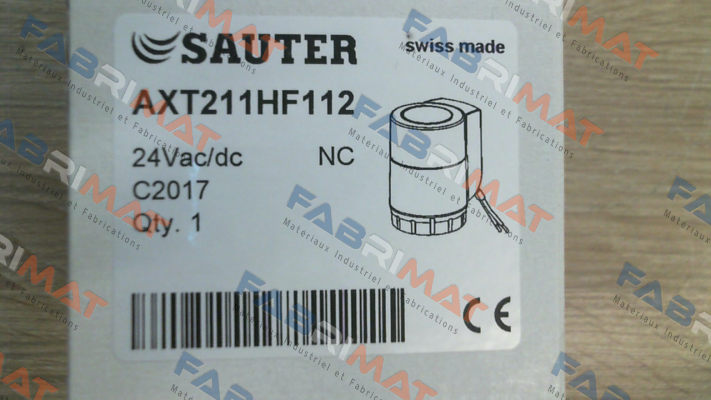 SAUTER
swiss made
AXT211HF112
24Vac/dc NC
C2017
Qty. 1
CE
FABRIMAT
Materiaux Industriel et Fabrications